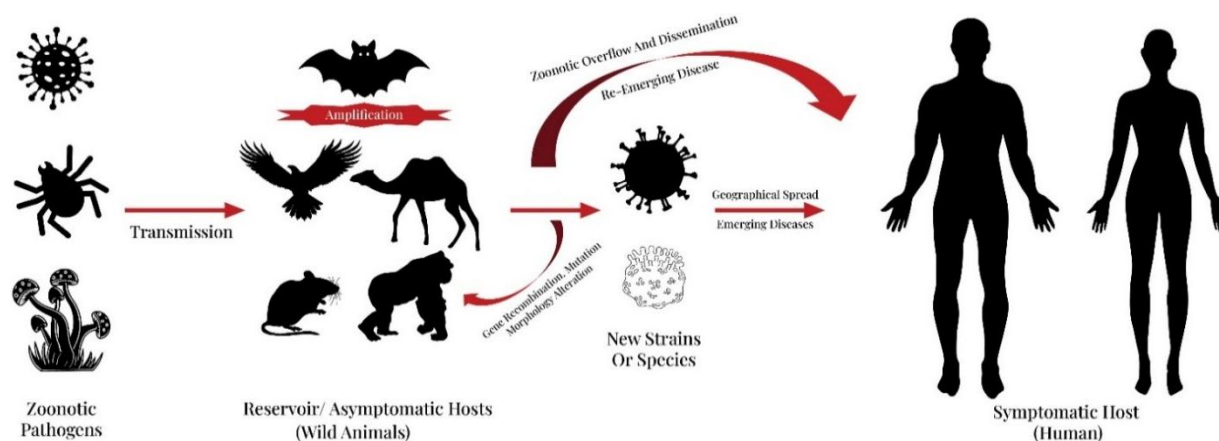 Transmission
Zoonotic
Pathogens
Amplification
Reservoir/ Asymptomatic Hosts
(Wild Animals)
Gene Recombination, Mutation
Morphology Alteration
Zoonotic Overflow And Dissemination
Re-Emerging Disease
New Strains
Or Species
Geographical Spread
Emerging Diseases
Symptomatic Host
(Human)